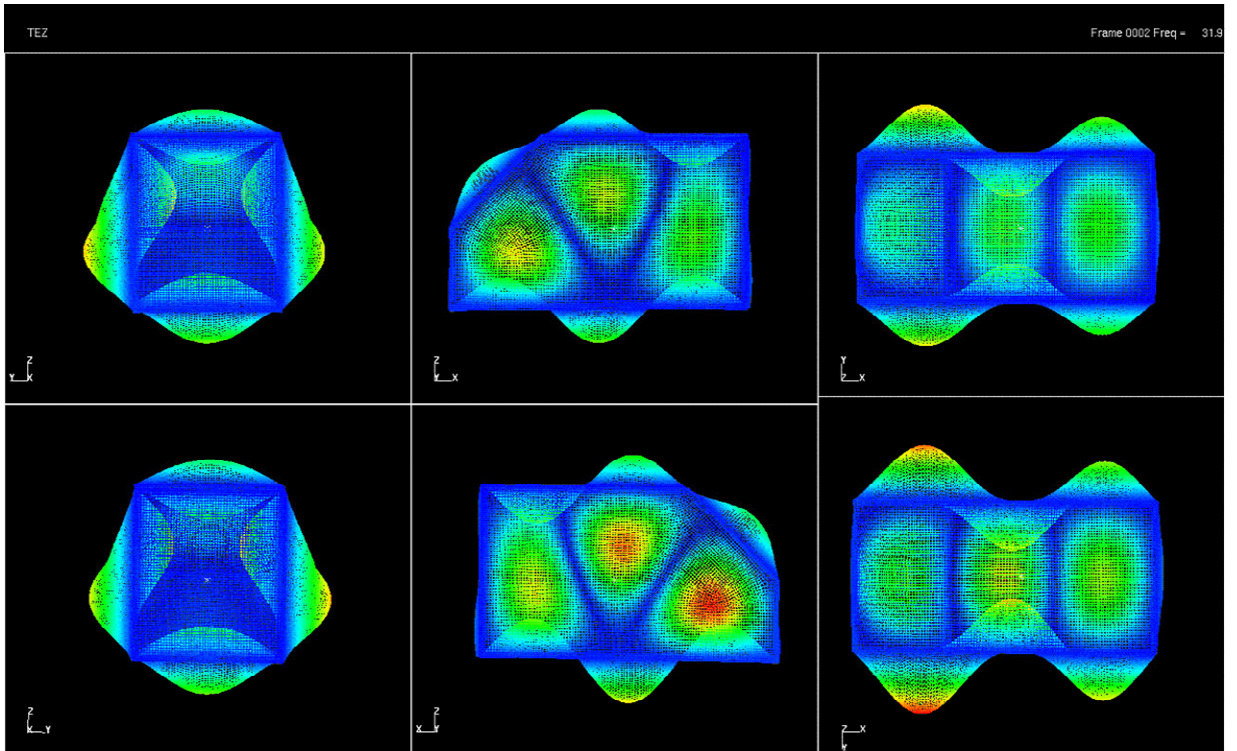 TEZ
Frame 0002 Freq = 31.9
Z
Y X
Z
Y X
Y
Z X
Z
X Y
Z
X Y
Z X
Y